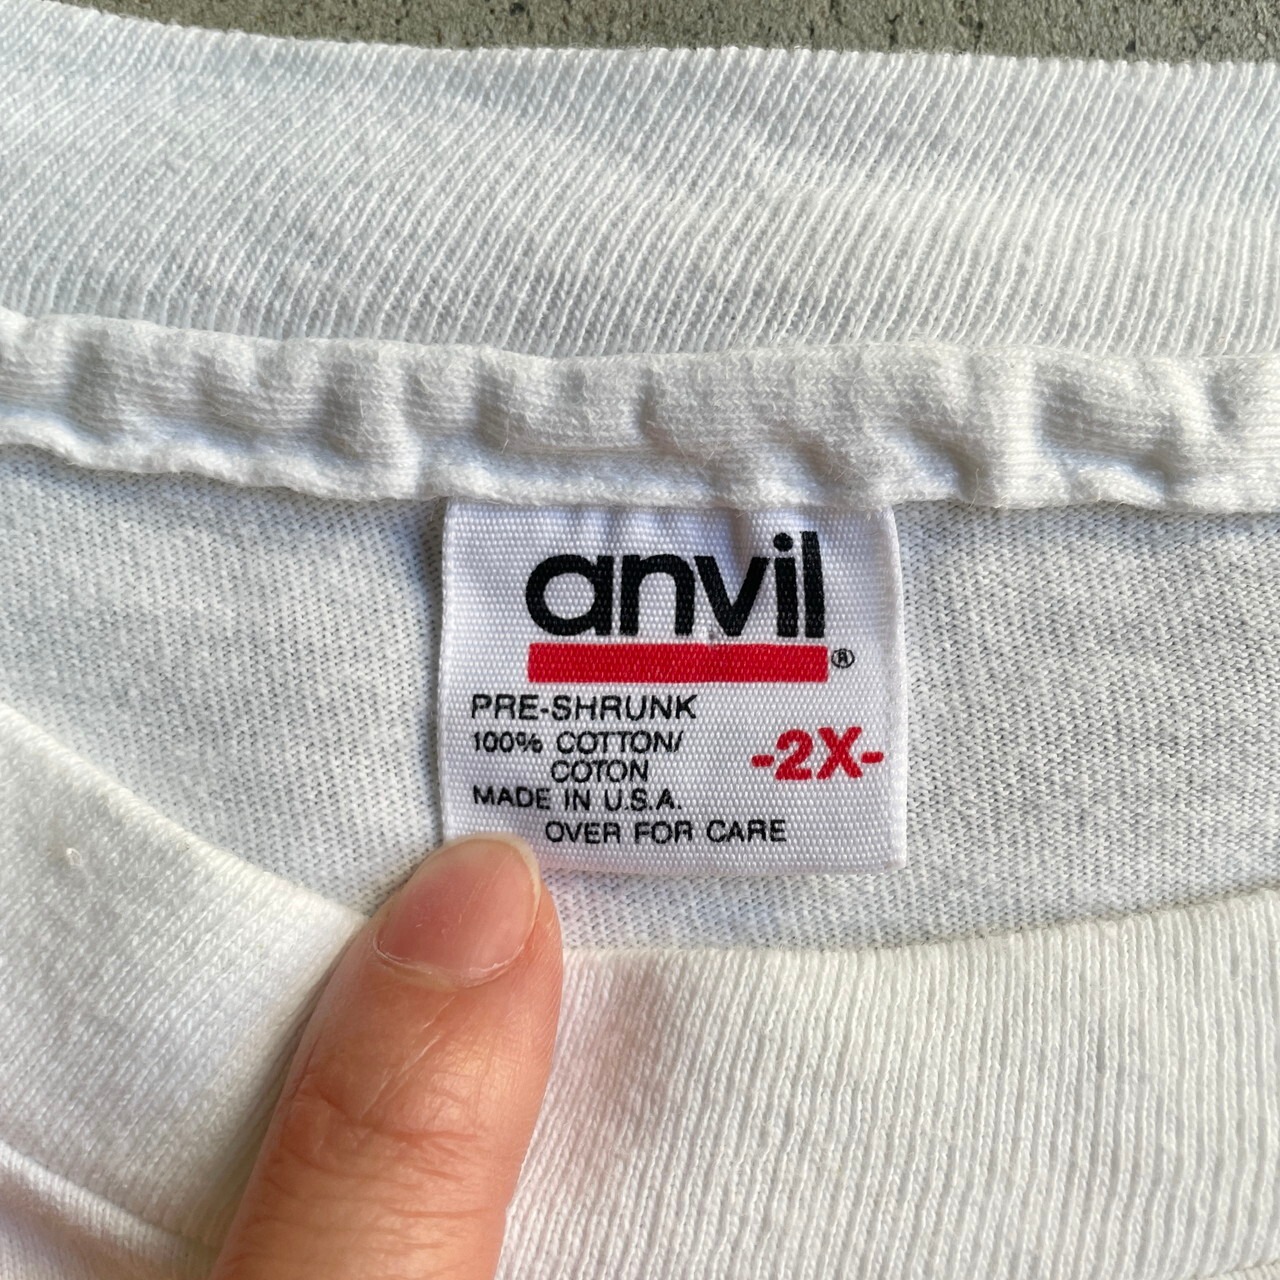 anvil®
PRE-SHRUNK
100% COTTON/
COTON
-2X-
MADE IN U.S.A.
OVER FOR CARE